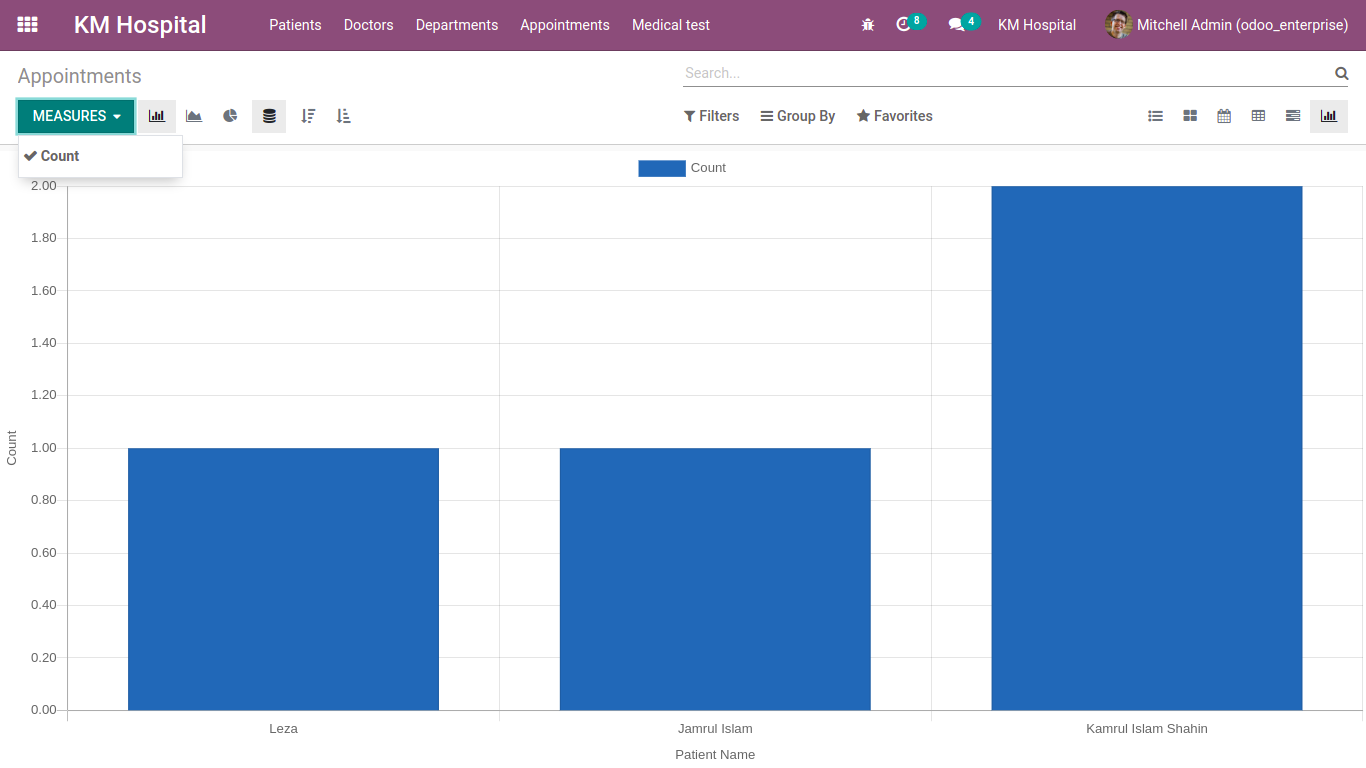 KM Hospital Patients Doctors Departments Appointments Medical test 8 4 KM Hospital Mitchell Admin (odoo_enterprise)
Appointments Search...
MEASURES Filters Group By Favorites
Count
Count
2.00
1.80
1.60
1.40
1.20
1.00
0.80
0.60
0.40
0.20
0.00
Count
Leza Jamrul Islam Kamrul Islam Shahin
Patient Name